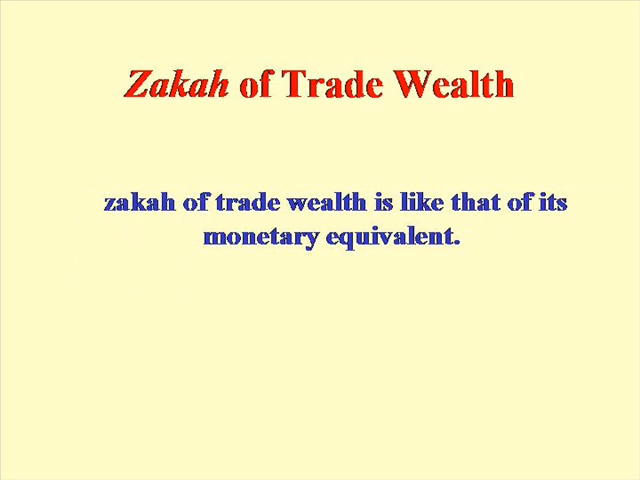 Zakah of Trade Wealth
zakah of trade wealth is like that of its
monetary equivalent.